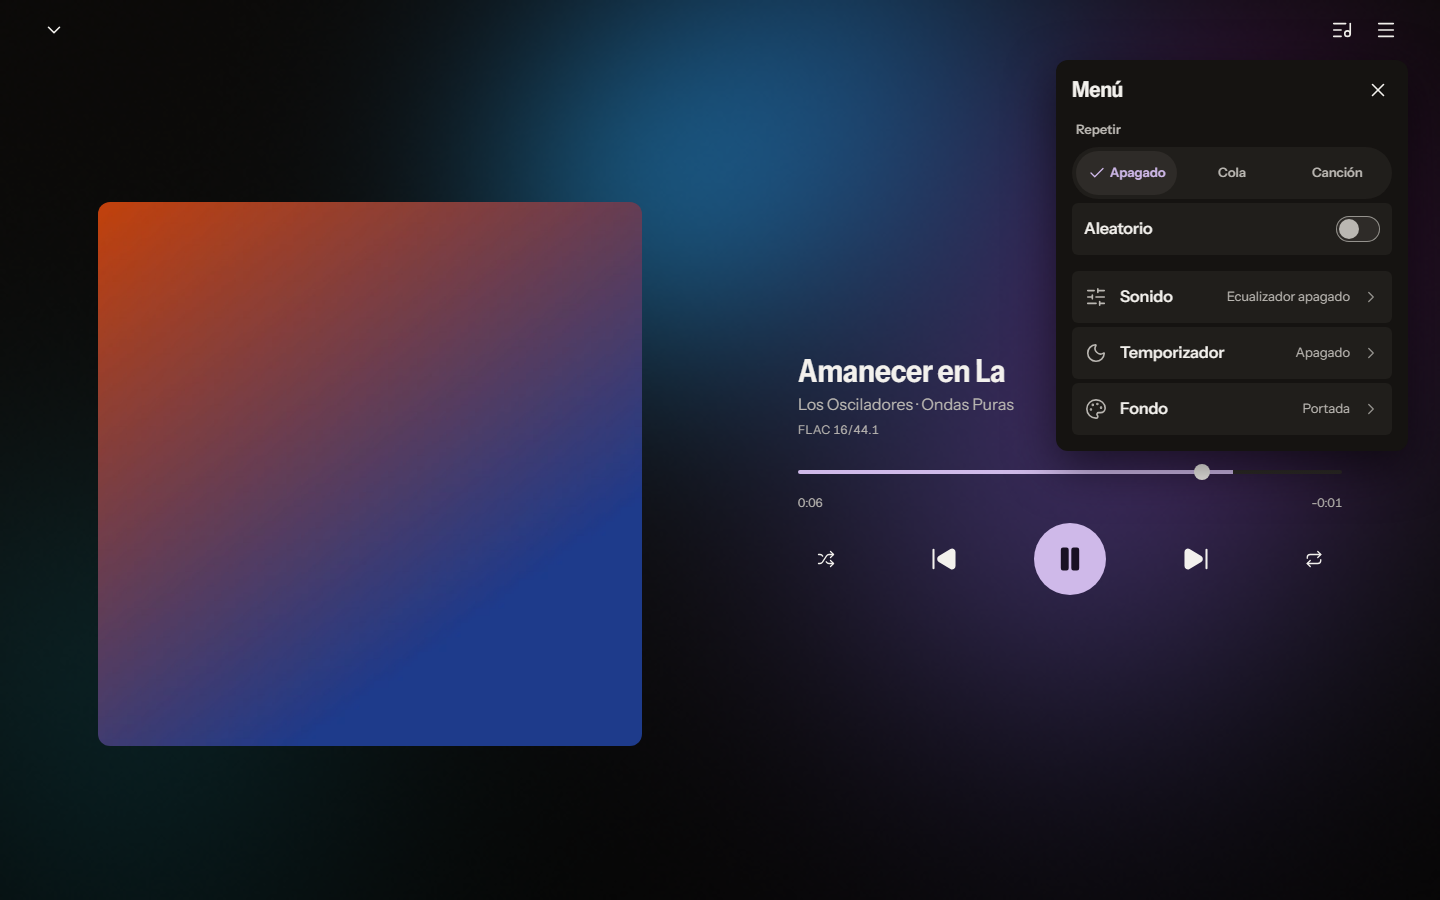 Menú
Repetir
Apagado Cola Canción
Aleatorio
Sonido Ecualizador apagado
Temporizador Apagado
Fondo Portada
Amanecer en La
Los Osciladores · Ondas Puras
FLAC 16/44.1
0:06 -0:01